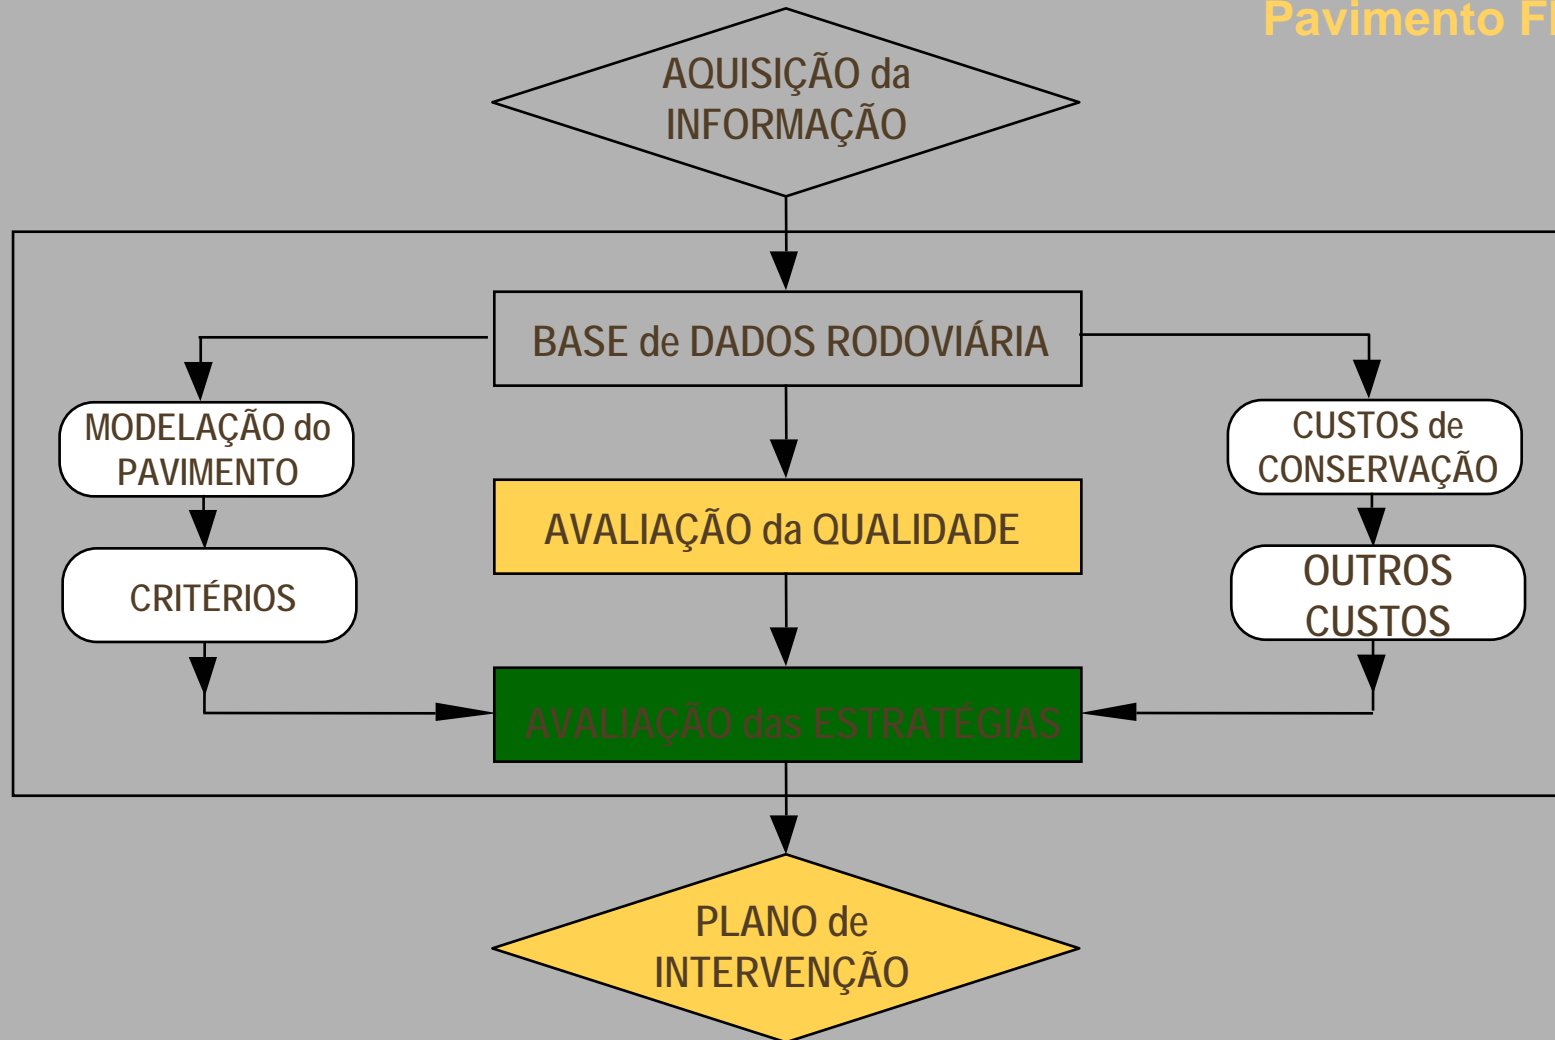 Pavimento
AQUISIÇÃO da
INFORMAÇÃO
BASE de DADOS RODOVIÁRIA
MODELAÇÃO do
PAVIMENTO
CUSTOS de
CONSERVAÇÃO
AVALIAÇÃO da QUALIDADE
CRITÉRIOS
OUTROS
CUSTOS
AVALIAÇÃO das ESTRATÉGIAS
PLANO de
INTERVENÇÃO